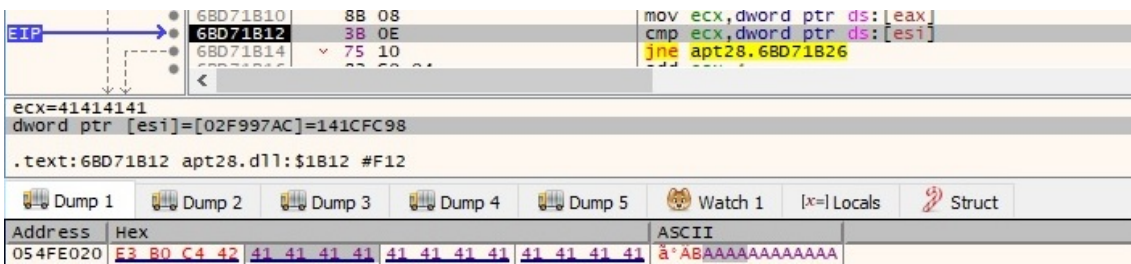 6BD71B10 8B 08 mov ecx,dword ptr ds:[eax]
EIP 6BD71B12 3B 0E cmp ecx,dword ptr ds:[esi]
6BD71B14 75 10 jne apt28.6BD71B26
ecx=41414141
dword ptr [esi]=[02F997AC]=141CFC98
.text:6BD71B12 apt28.dll:$1B12 #F12
Dump 1 Dump 2 Dump 3 Dump 4 Dump 5 Watch 1 [x=] Locals Struct
Address Hex ASCII
054FE020 E3 B0 C4 42 41 41 41 41 41 41 41 41 41 41 41 41 ã°ÄBAAAAAAAAAAAA